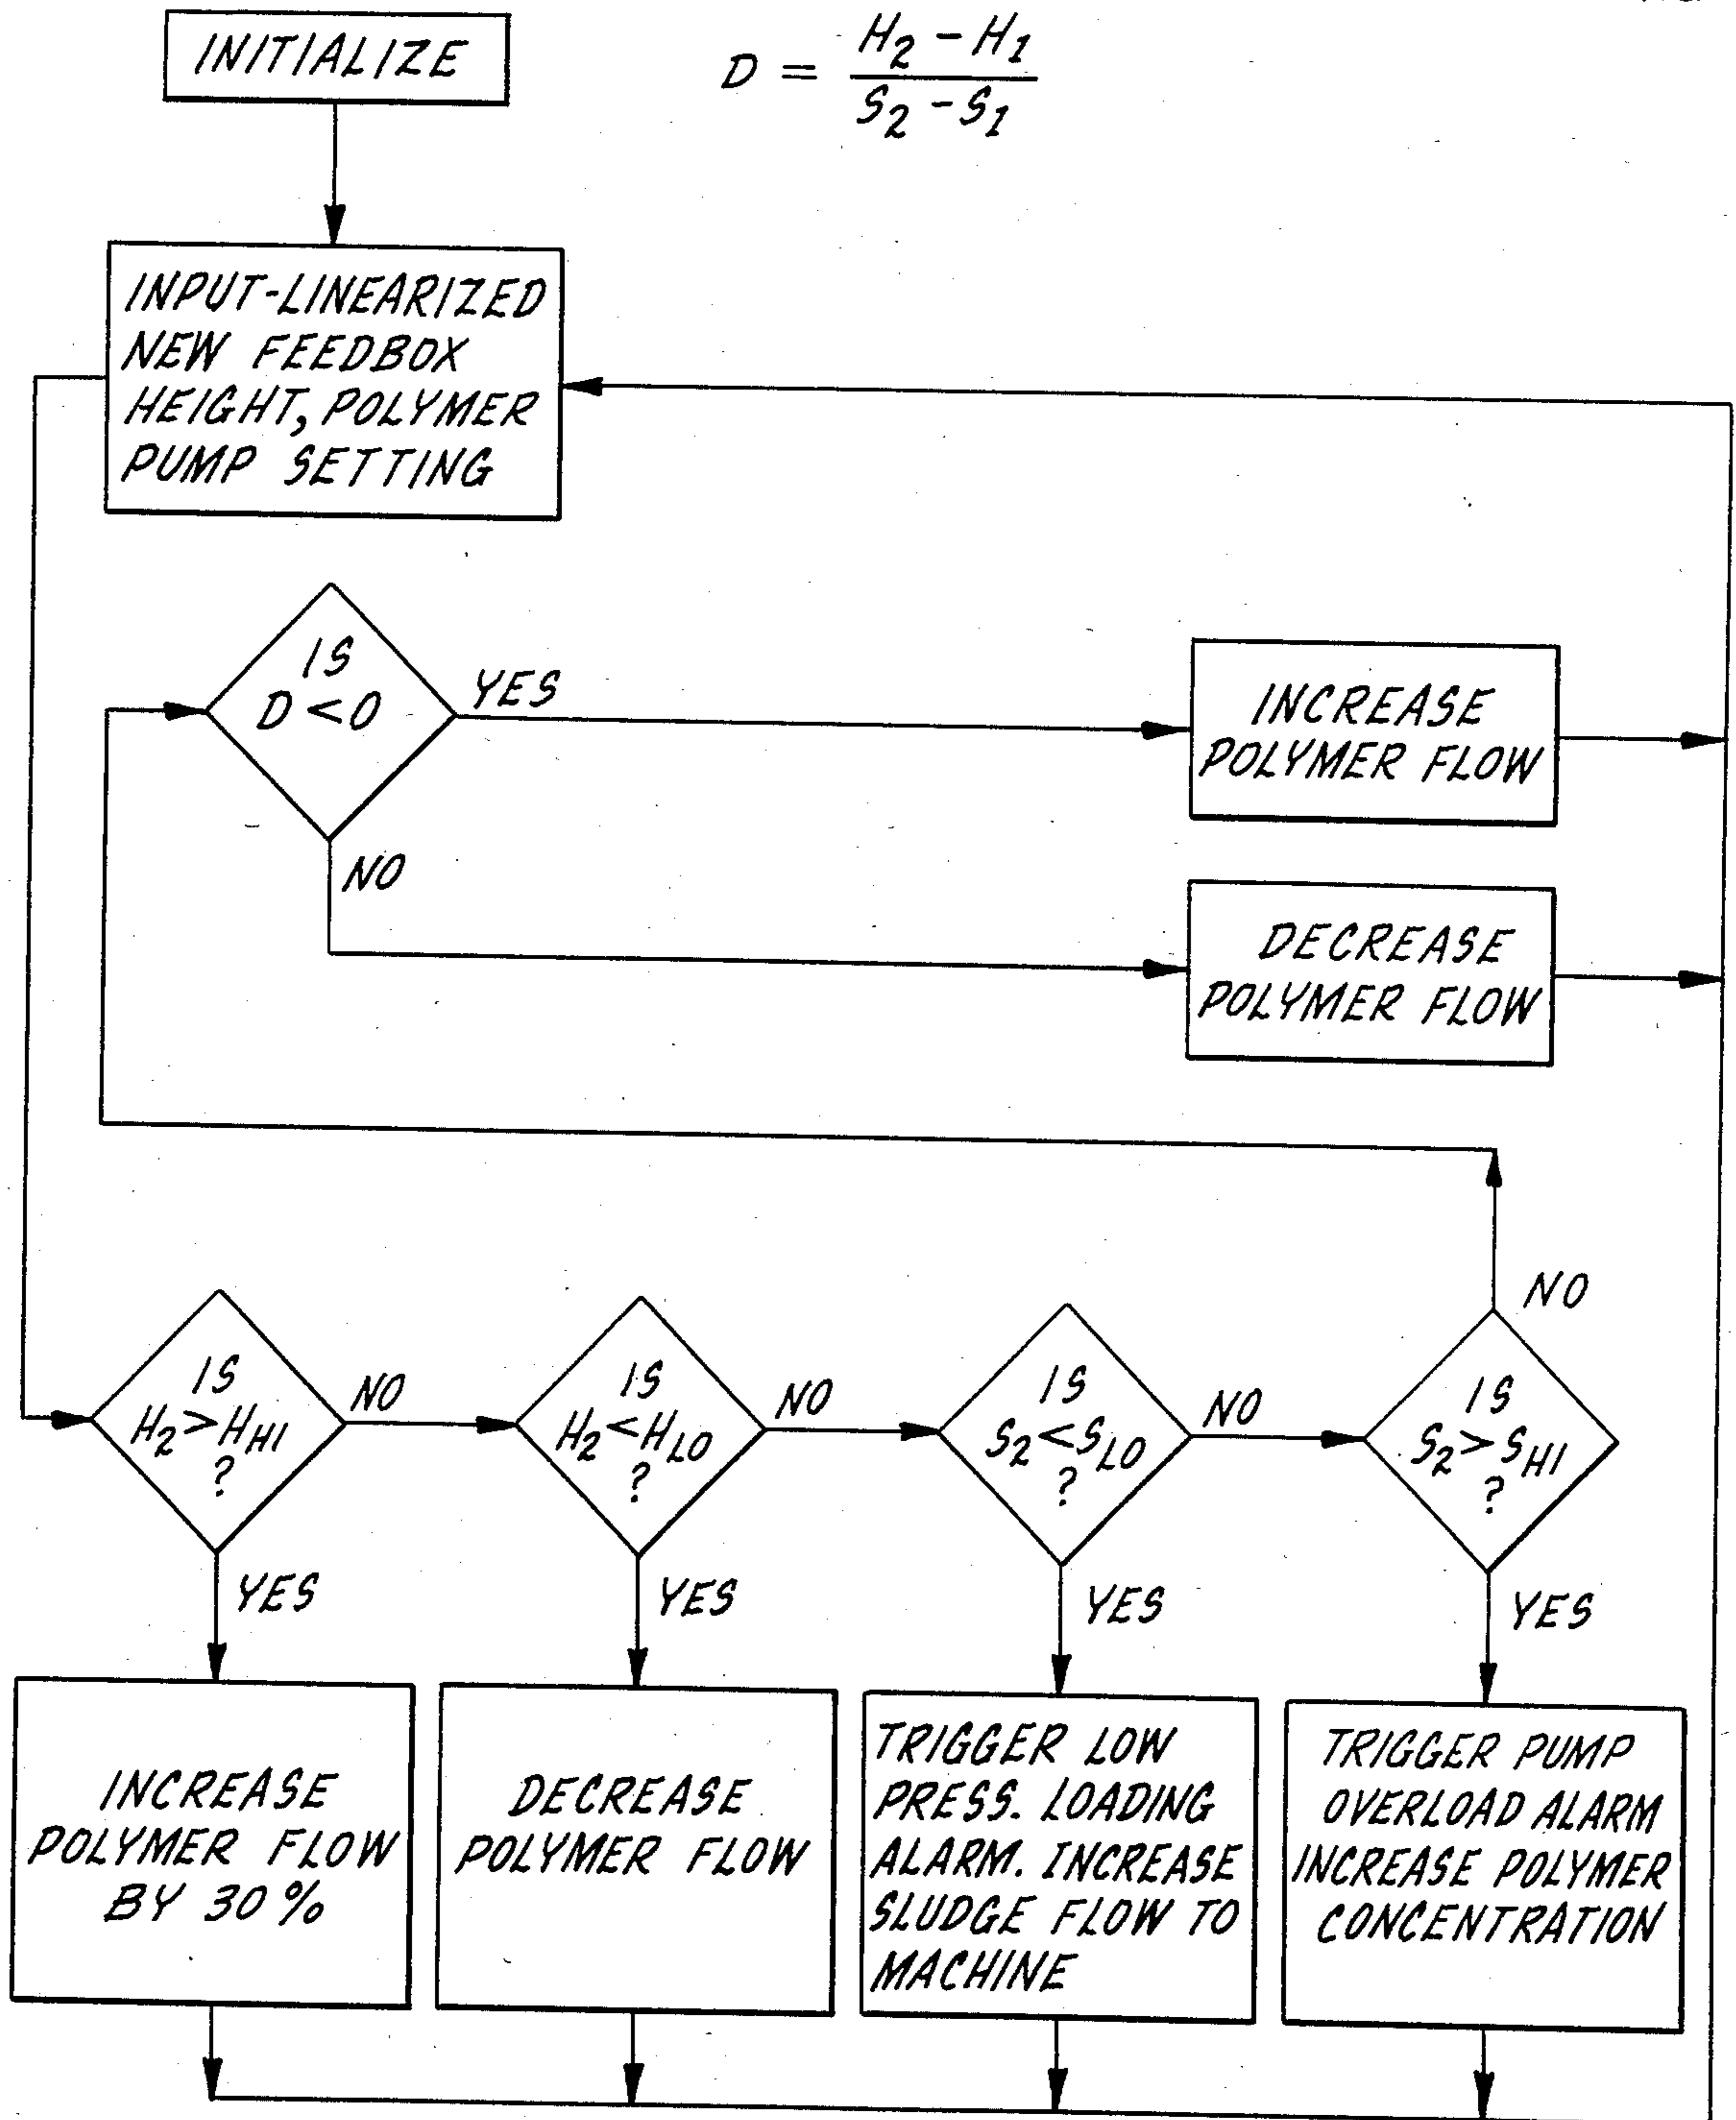 INITIALIZE
D = (H2 - H1) / (S2 - S1)
INPUT-LINEARIZED
NEW FEEDBOX
HEIGHT, POLYMER
PUMP SETTING
IS
D < 0
YES
INCREASE
POLYMER FLOW
NO
DECREASE
POLYMER FLOW
IS
H2 > HHI
?
NO
IS
H2 < HLO
?
NO
IS
S2 < SLO
?
NO
IS
S2 > SHI
?
NO
YES
YES
YES
YES
INCREASE
POLYMER FLOW
BY 30%
DECREASE
POLYMER FLOW
TRIGGER LOW
PRESS. LOADING
ALARM. INCREASE
SLUDGE FLOW TO
MACHINE
TRIGGER PUMP
OVERLOAD ALARM
INCREASE POLYMER
CONCENTRATION